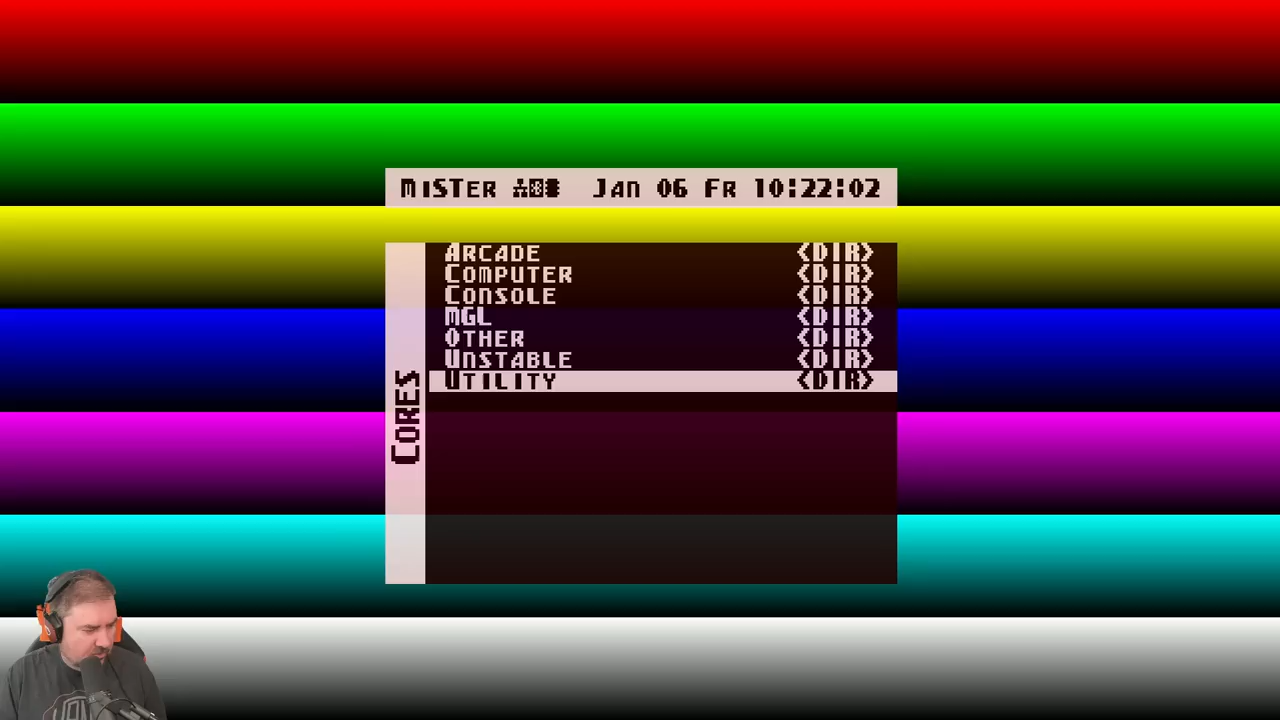 MiSTer Jan 06 Fr 10:22:02
Arcade <DIR>
Computer <DIR>
Console <DIR>
MGL <DIR>
Other <DIR>
Unstable <DIR>
Utility <DIR>
Cores